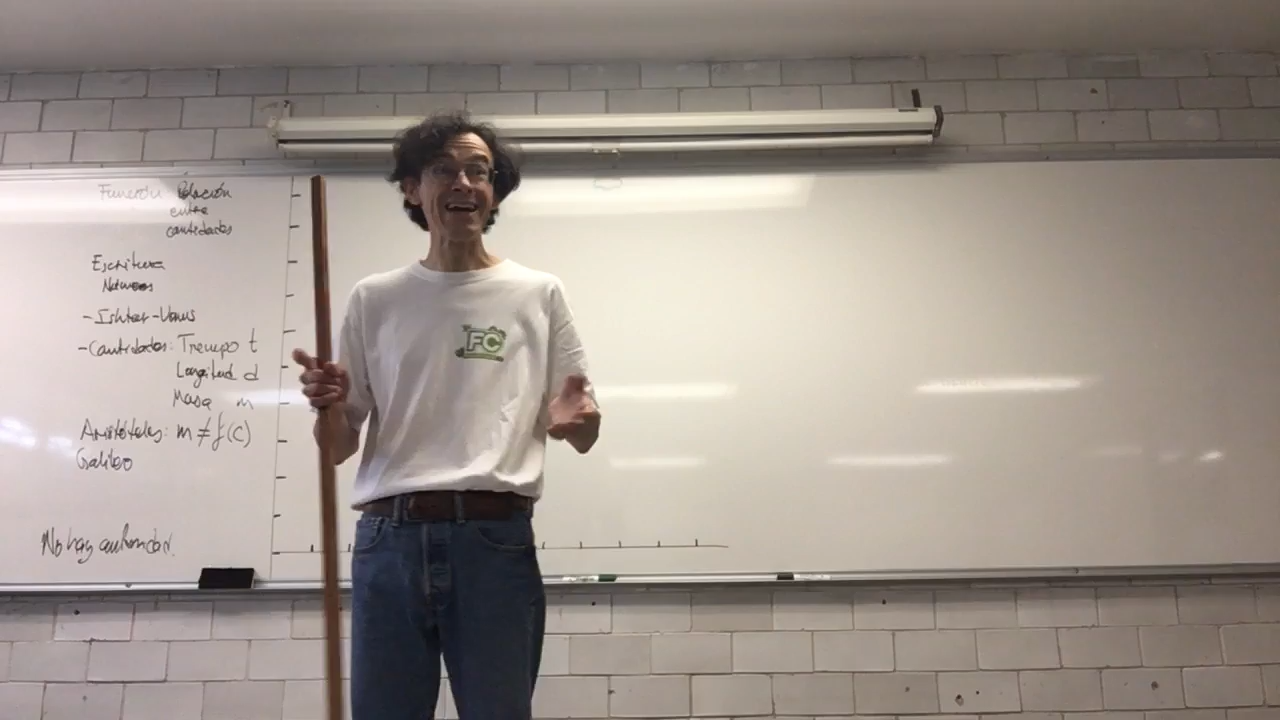 Función: Relación
entre
cantidades
Escritura
Números
- Ishtar - Venus
- Cantidades: Tiempo t
Longitud d
Masa m
Aristóteles: m ≠ f(C)
Galileo
No hay autoridad.
FC